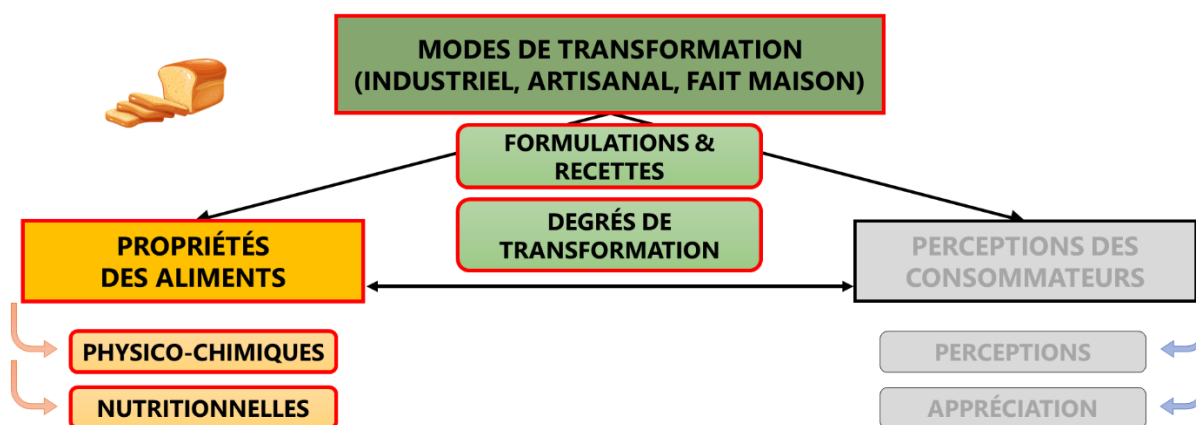 MODES DE TRANSFORMATION
(INDUSTRIEL, ARTISANAL, FAIT MAISON)
FORMULATIONS &
RECETTES
DEGRÉS DE
TRANSFORMATION
PROPRIÉTÉS
DES ALIMENTS
PERCEPTIONS DES
CONSOMMATEURS
PHYSICO-CHIMIQUES
PERCEPTIONS
NUTRITIONNELLES
APPRÉCIATION